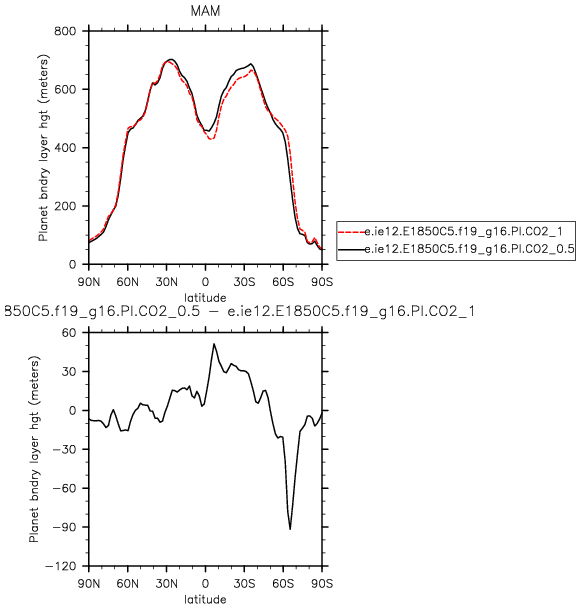 MAM
800
600
400
200
0
Planet bndry layer hgt (meters)
90N 60N 30N 0 30S 60S 90S
latitude
e.ie12.E1850C5.f19_g16.PI.CO2_1
e.ie12.E1850C5.f19_g16.PI.CO2_0.5
850C5.f19_g16.PI.CO2_0.5 − e.ie12.E1850C5.f19_g16.PI.CO2_1
60
30
0
−30
−60
−90
−120
Planet bndry layer hgt (meters)
90N 60N 30N 0 30S 60S 90S
latitude